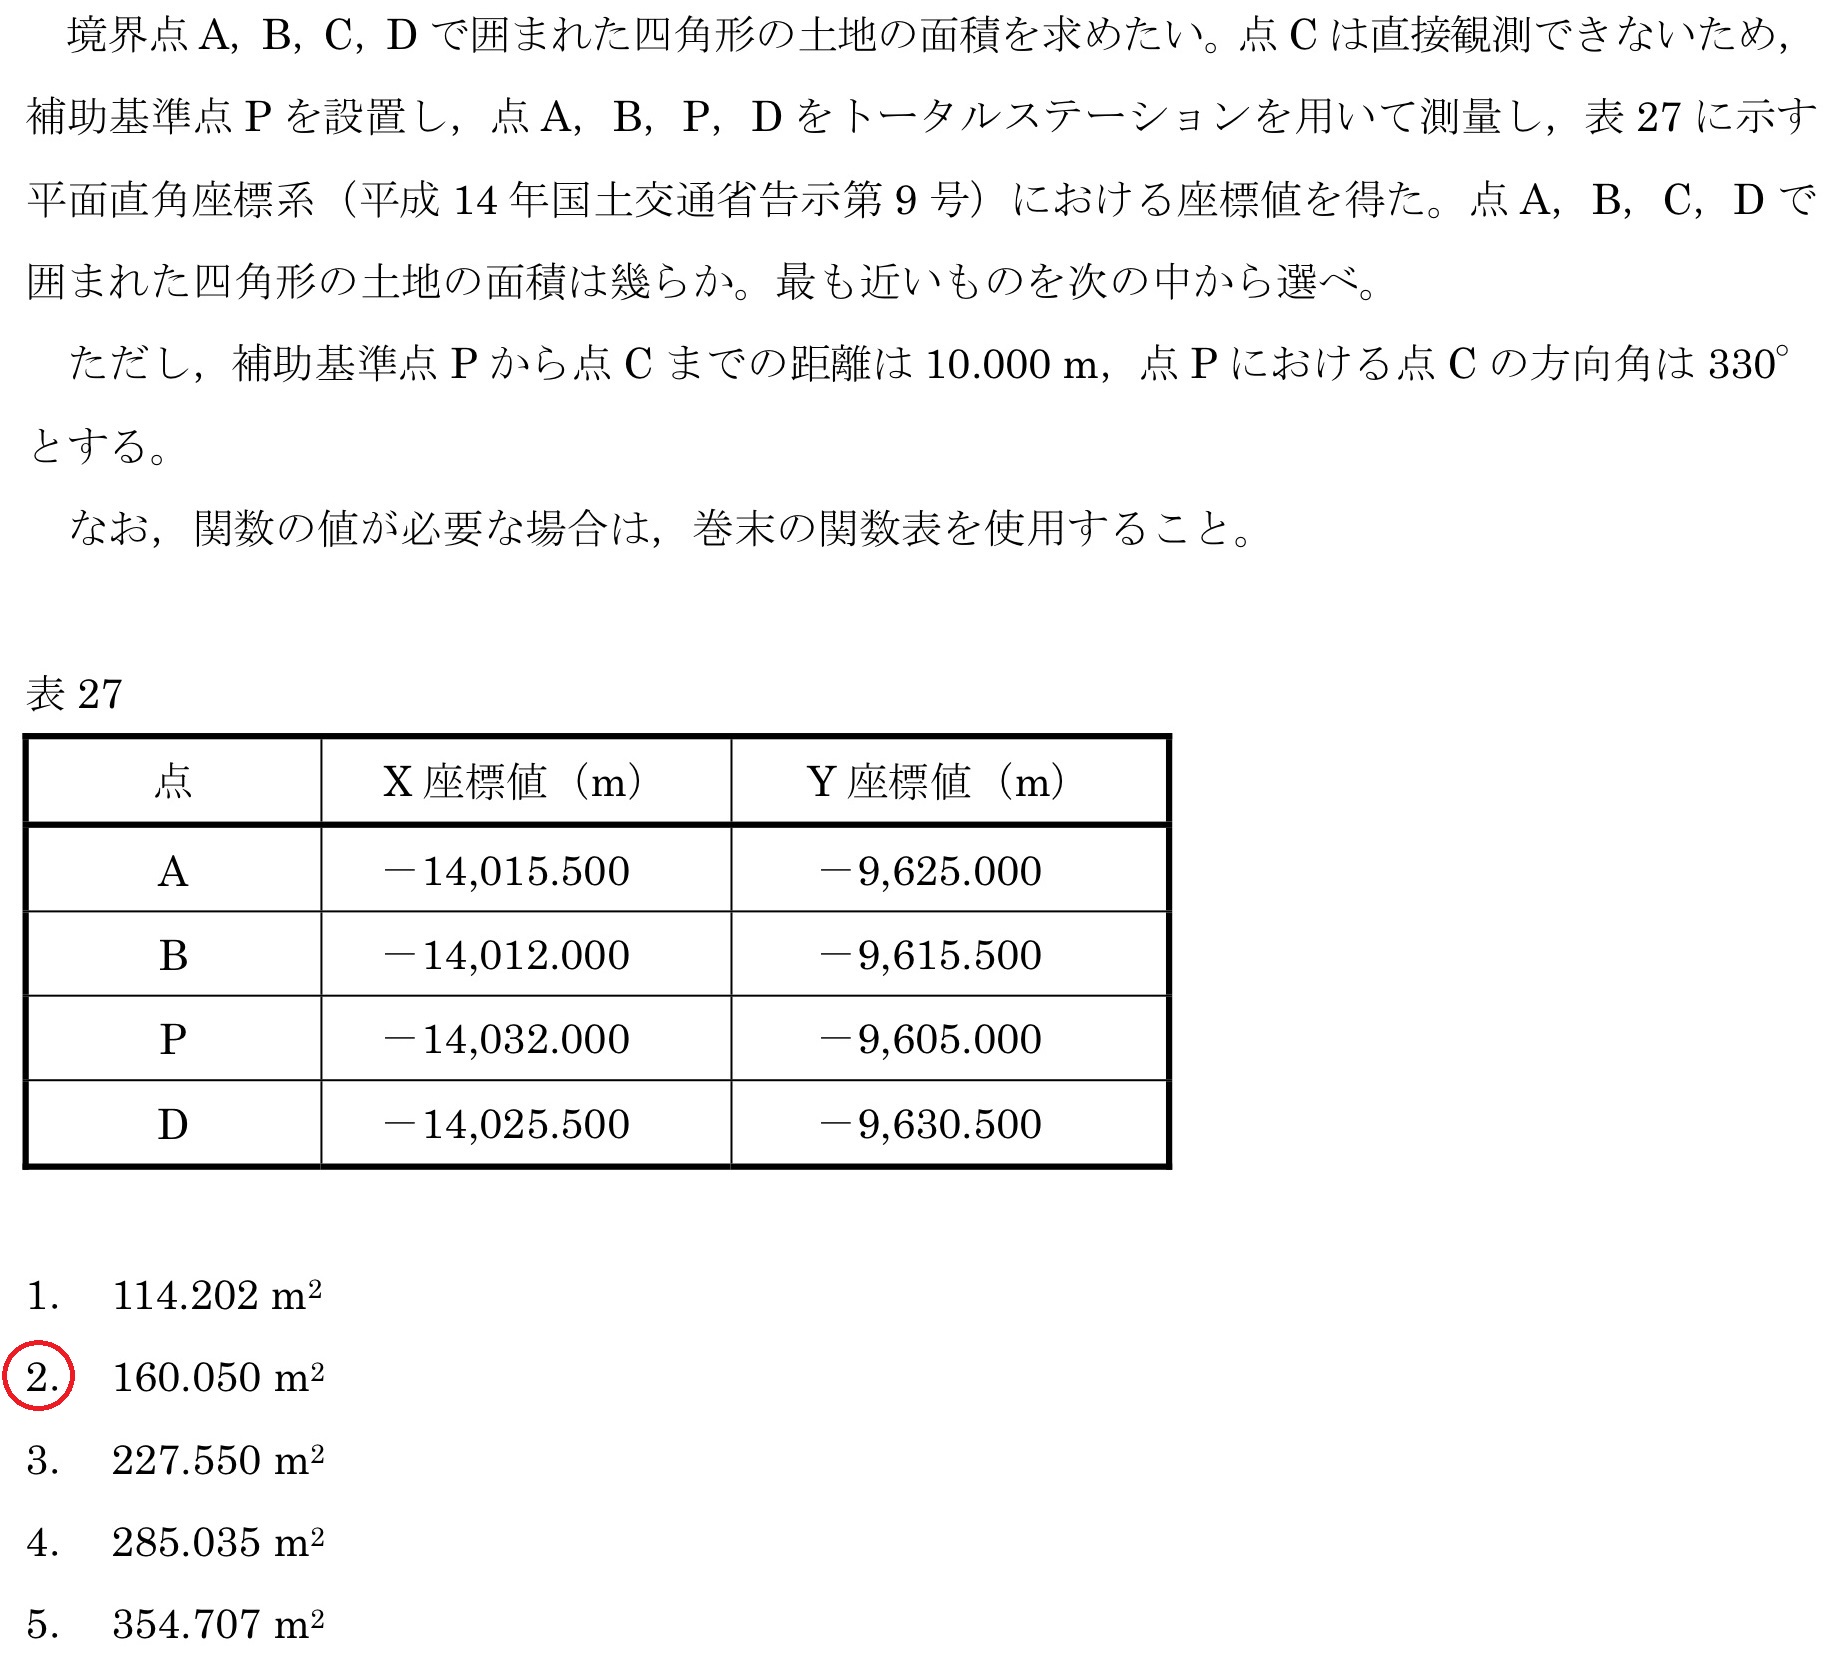 境界点 A，B，C，D で囲まれた四角形の土地の面積を求めたい。点 C は直接観測できないため，
補助基準点 P を設置し，点 A，B，P，D をトータルステーションを用いて測量し，表 27 に示す
平面直角座標系（平成 14 年国土交通省告示第 9 号）における座標値を得た。点 A，B，C，D で
囲まれた四角形の土地の面積は幾らか。最も近いものを次の中から選べ。
ただし，補助基準点 P から点 C までの距離は 10.000 m，点 P における点 C の方向角は 330°
とする。
なお，関数の値が必要な場合は，巻末の関数表を使用すること。
表 27
点 X 座標値（m） Y 座標値（m）
A －14,015.500 －9,625.000
B －14,012.000 －9,615.500
P －14,032.000 －9,605.000
D －14,025.500 －9,630.500
1. 114.202 m²
2. 160.050 m²
3. 227.550 m²
4. 285.035 m²
5. 354.707 m²